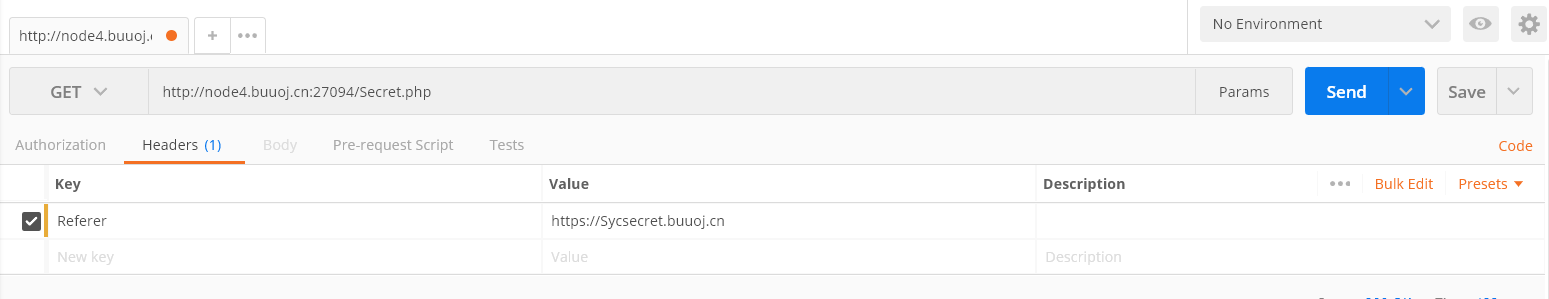 http://node4.buuoj.
No Environment
GET
http://node4.buuoj.cn:27094/Secret.php
Params
Send
Save
Authorization
Headers (1)
Body
Pre-request Script
Tests
Code
Key
Value
Description
Bulk Edit
Presets
Referer
https://Sycsecret.buuoj.cn
New key
Value
Description